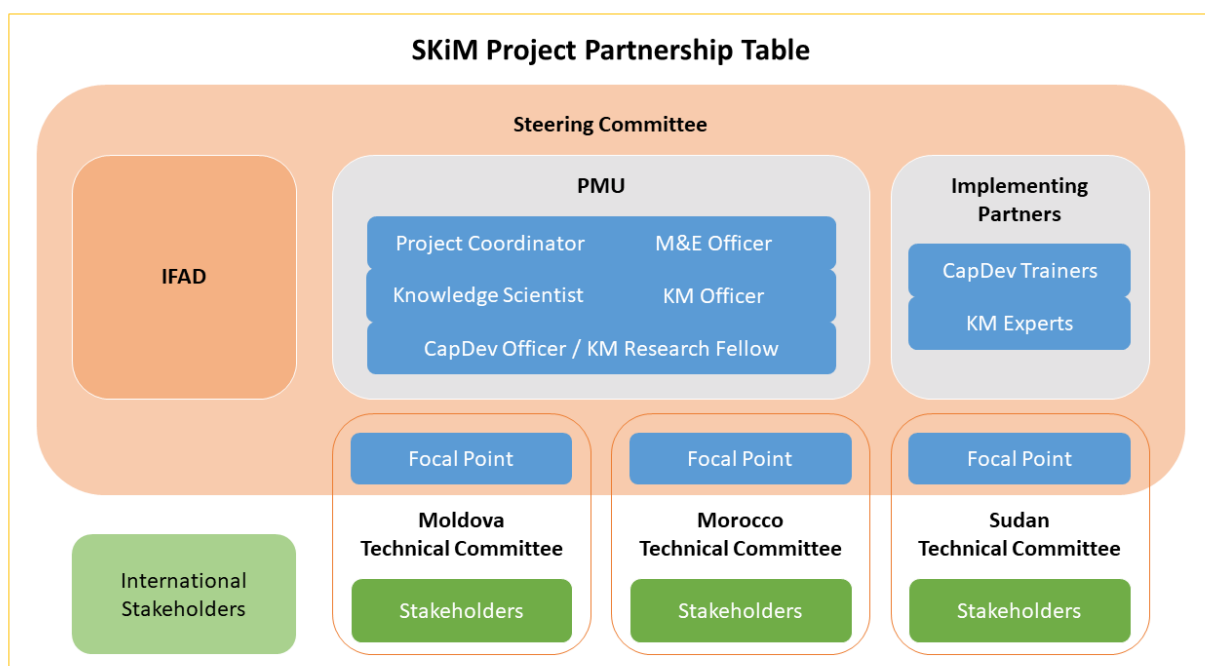 SKiM Project Partnership Table
Steering Committee
IFAD
PMU
Project Coordinator
M&E Officer
Knowledge Scientist
KM Officer
CapDev Officer / KM Research Fellow
Implementing
Partners
CapDev Trainers
KM Experts
Focal Point
Focal Point
Focal Point
Moldova
Technical Committee
Morocco
Technical Committee
Sudan
Technical Committee
International
Stakeholders
Stakeholders
Stakeholders
Stakeholders